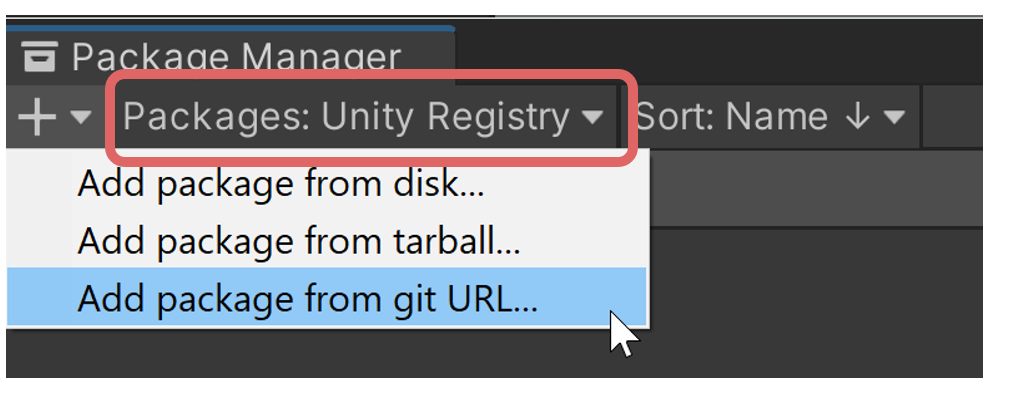 Package Manager
Packages: Unity Registry
Sort: Name ↓
Add package from disk...
Add package from tarball...
Add package from git URL...